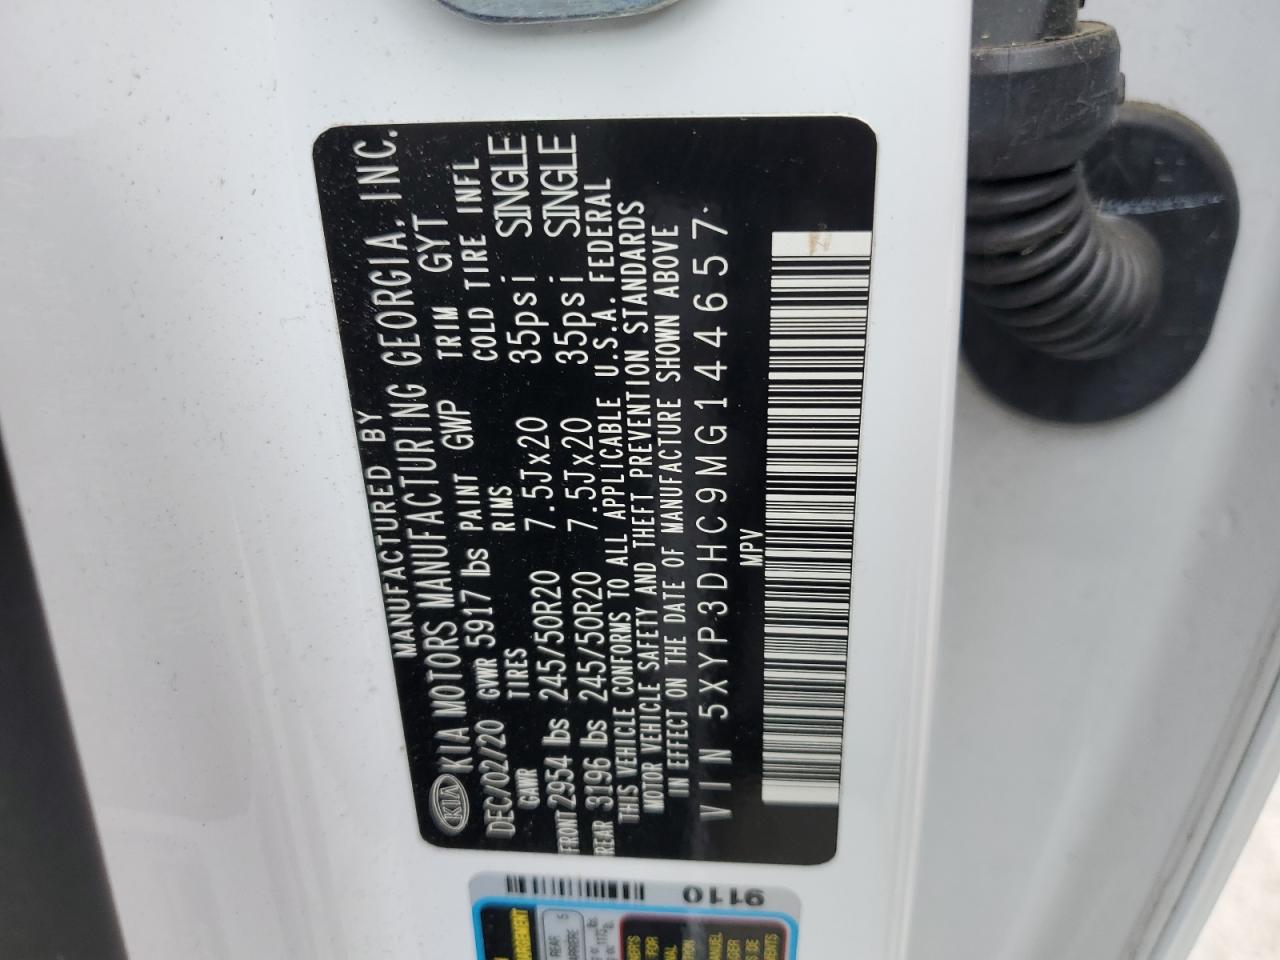 MANUFACTURED BY
KIA KIA MOTORS MANUFACTURING GEORGIA, INC.
DEC/02/20 GVWR 5917 lbs PAINT GWP TRIM GYT
GAWR TIRES RIMS COLD TIRE INFL
FRONT 2954 lbs 245/50R20 7.5Jx20 35psi SINGLE
REAR 3196 lbs 245/50R20 7.5Jx20 35psi SINGLE
THIS VEHICLE CONFORMS TO ALL APPLICABLE U.S.A. FEDERAL
MOTOR VEHICLE SAFETY AND THEFT PREVENTION STANDARDS
IN EFFECT ON THE DATE OF MANUFACTURE SHOWN ABOVE
VIN 5XYP3DHC9MG144657
MPV
9110
REAR 5